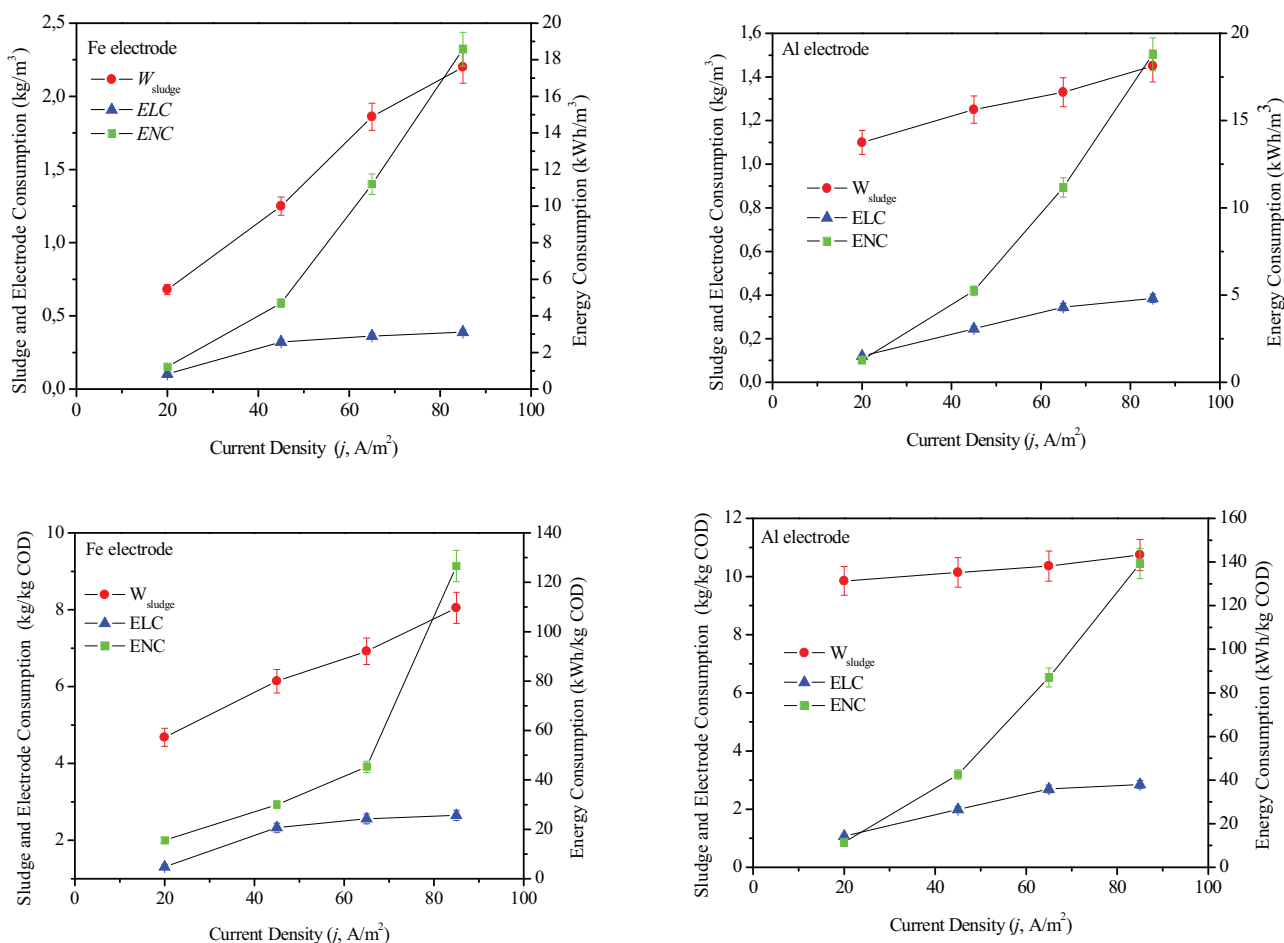 Fe electrode
W sludge
ELC
ENC
Sludge and Electrode Consumption (kg/m³)
2,5
2,0
1,5
1,0
0,5
0,0
20
18
16
14
12
10
8
6
4
2
0
Energy Consumption (kWh/m³)
0 20 40 60 80 100
Current Density (j, A/m²)
Al electrode
W sludge
ELC
ENC
Sludge and Electrode Consumption (kg/m³)
1,6
1,4
1,2
1,0
0,8
0,6
0,4
0,2
0,0
20
15
10
5
0
Energy Consumption (kWh/m³)
0 20 40 60 80 100
Current Density (j, A/m²)
Fe electrode
W sludge
ELC
ENC
Sludge and Electrode Consumption (kg/kg COD)
10
8
6
4
2
140
120
100
80
60
40
20
0
Energy Consumption (kWh/kg COD)
0 20 40 60 80 100
Current Density (j, A/m²)
Al electrode
W sludge
ELC
ENC
Sludge and Electrode Consumption (kg/kg COD)
12
10
8
6
4
2
0
160
140
120
100
80
60
40
20
0
Energy Consumption (kWh/kg COD)
0 20 40 60 80 100
Current Density (j, A/m²)